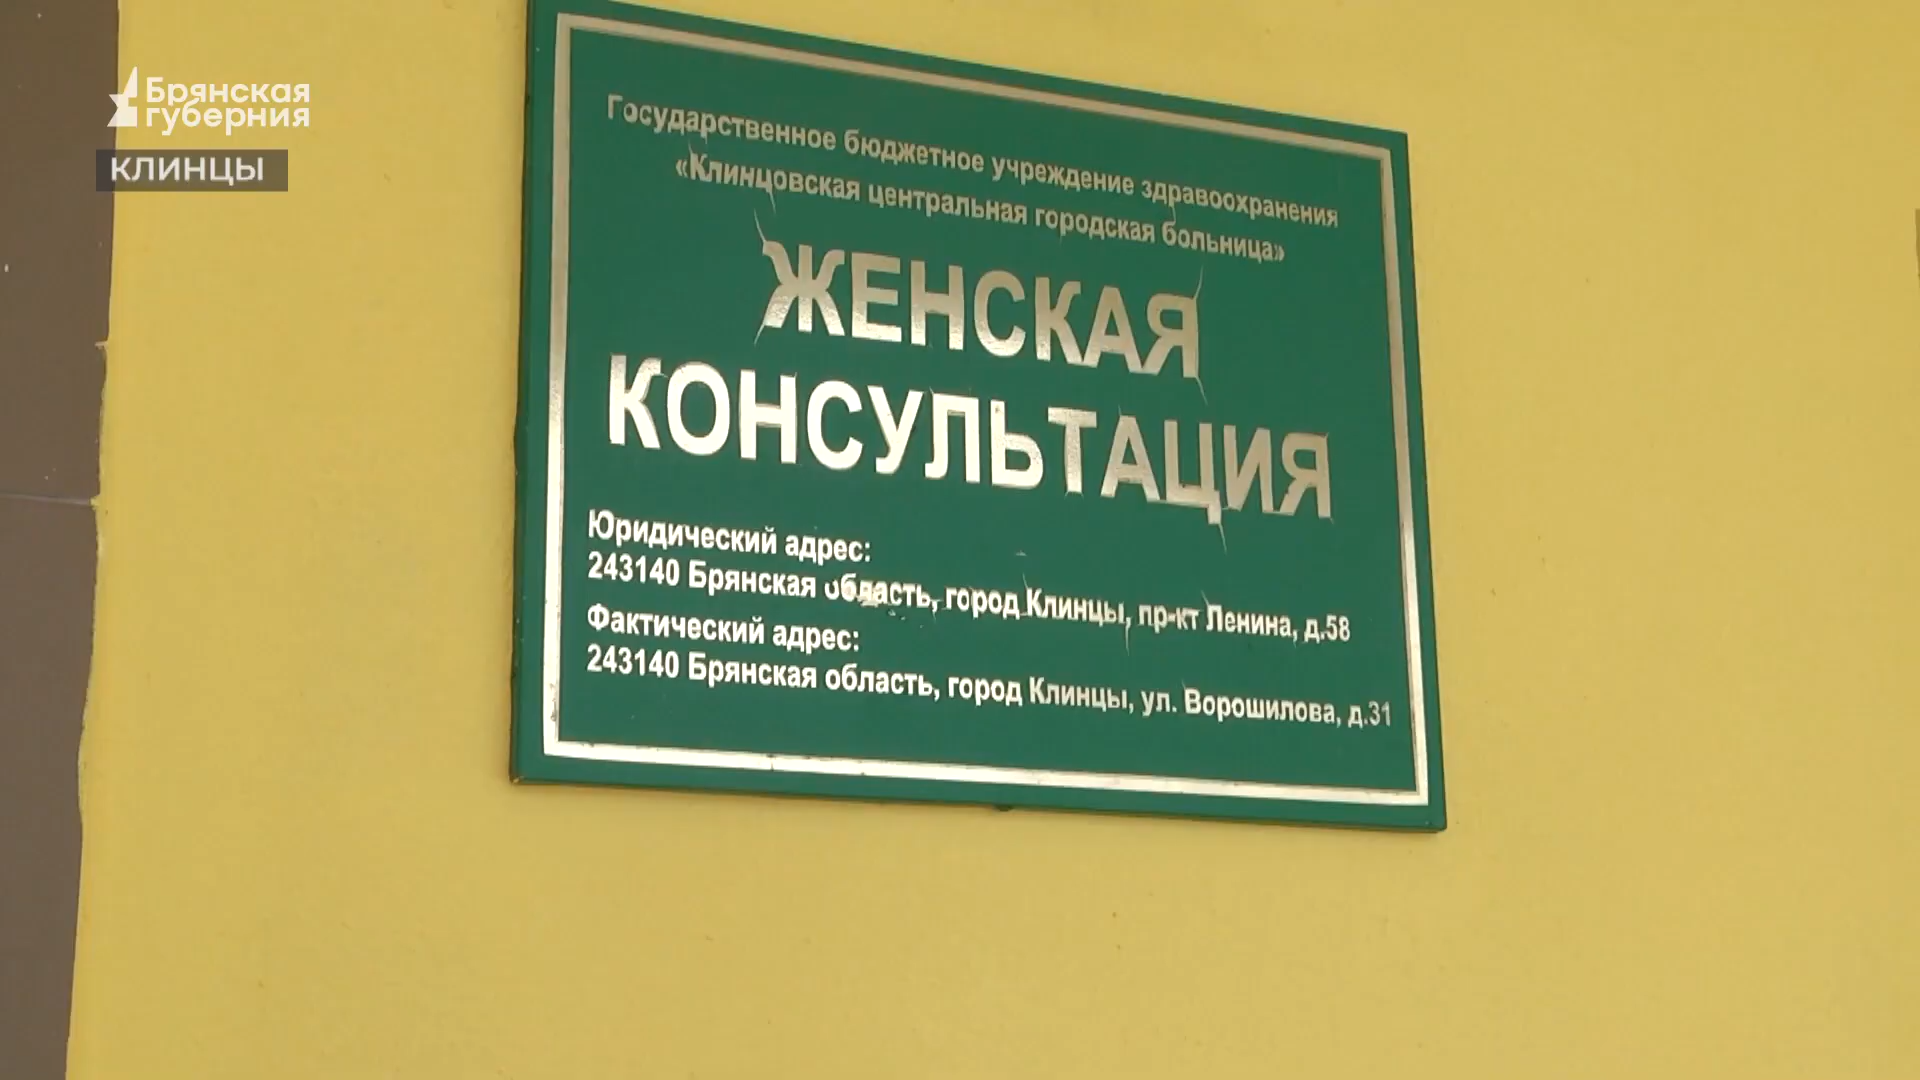 Брянская
губерния
КЛИНЦЫ
Государственное бюджетное учреждение здравоохранения
«Клинцовская центральная городская больница»
ЖЕНСКАЯ
КОНСУЛЬТАЦИЯ
Юридический адрес:
243140 Брянская область, город Клинцы, пр-кт Ленина, д.58
Фактический адрес:
243140 Брянская область, город Клинцы, ул. Ворошилова, д.31